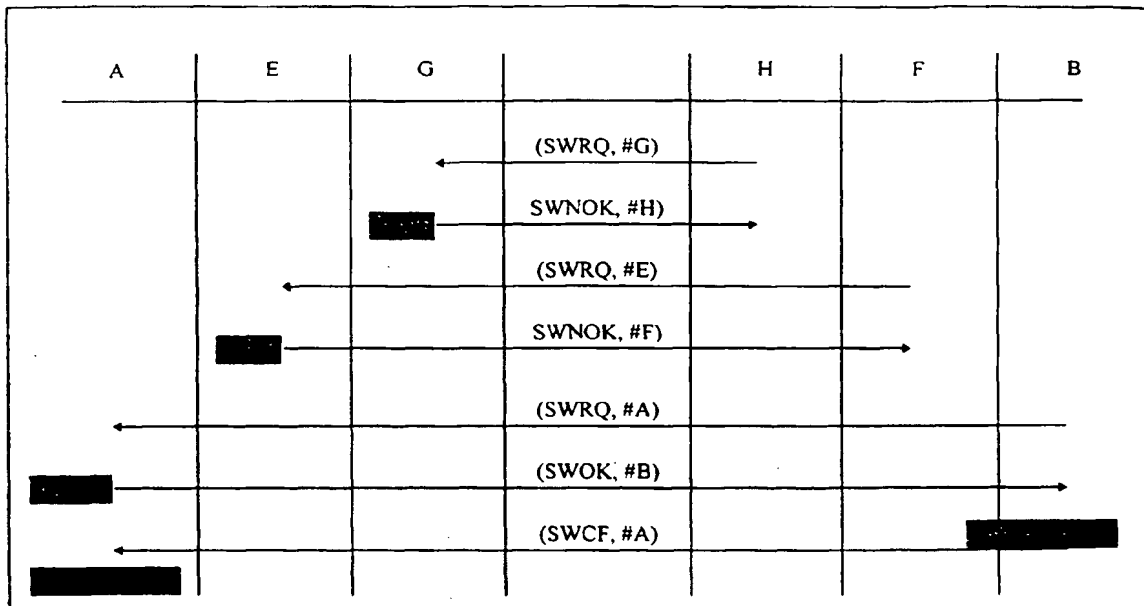 A E G H F B
(SWRQ, #G)
SWNOK, #H)
(SWRQ, #E)
SWNOK, #F)
(SWRQ, #A)
(SWOK, #B)
(SWCF, #A)